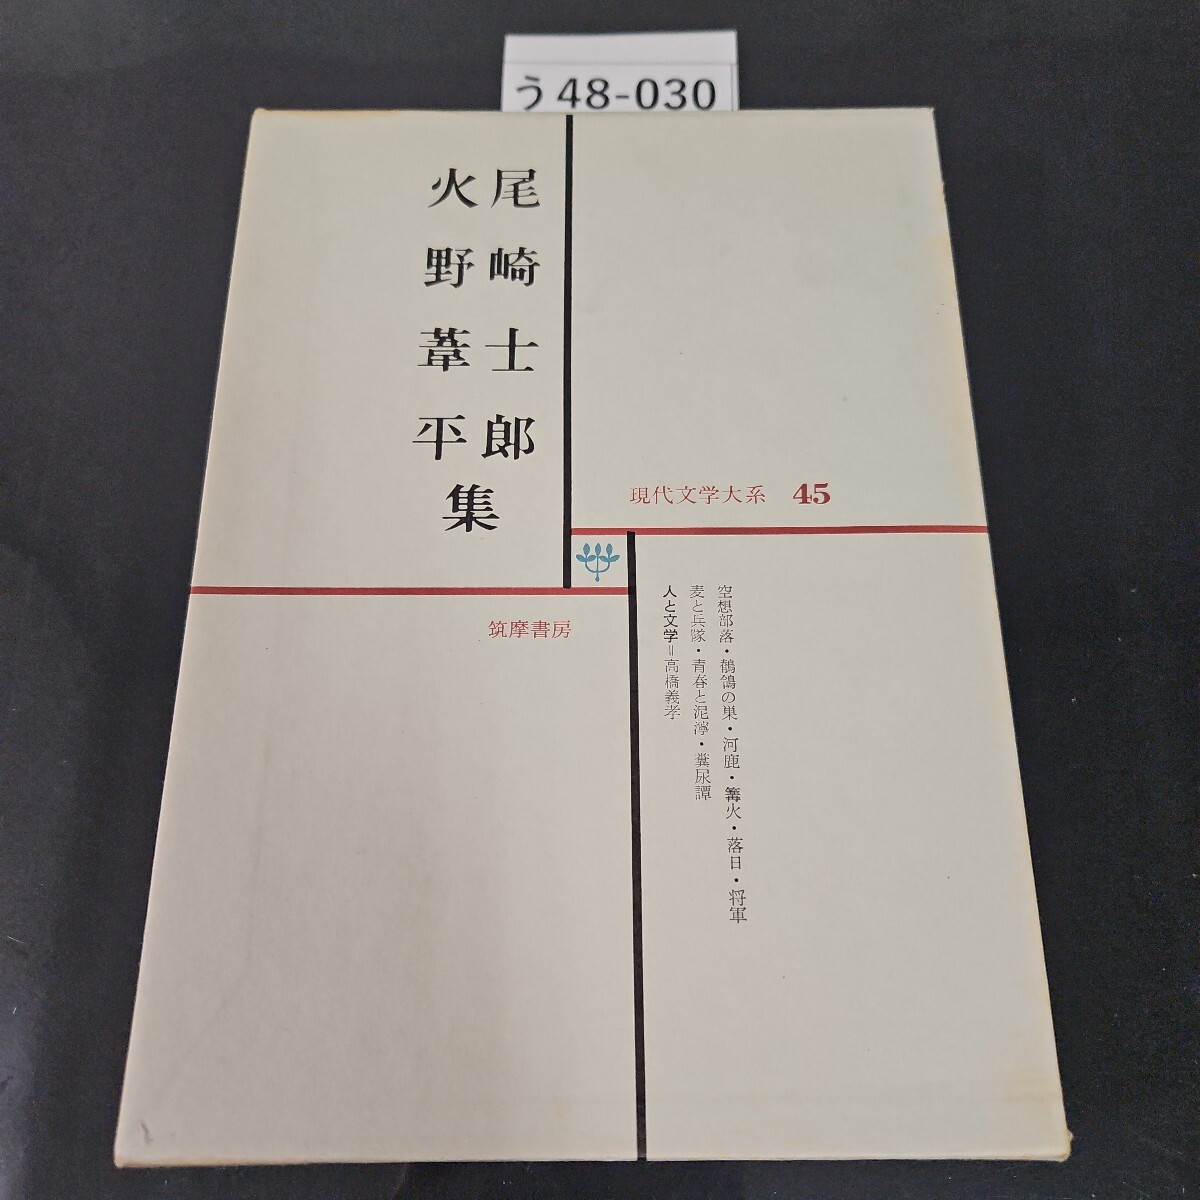 う48-030
尾崎士郎
火野葦平
集
現代文学大系 45
筑摩書房
空想部落・鶺鴒の巣・河鹿・篝火・落日・将軍
麦と兵隊・青春と泥濘・糞尿譚
人と文学=高橋義孝